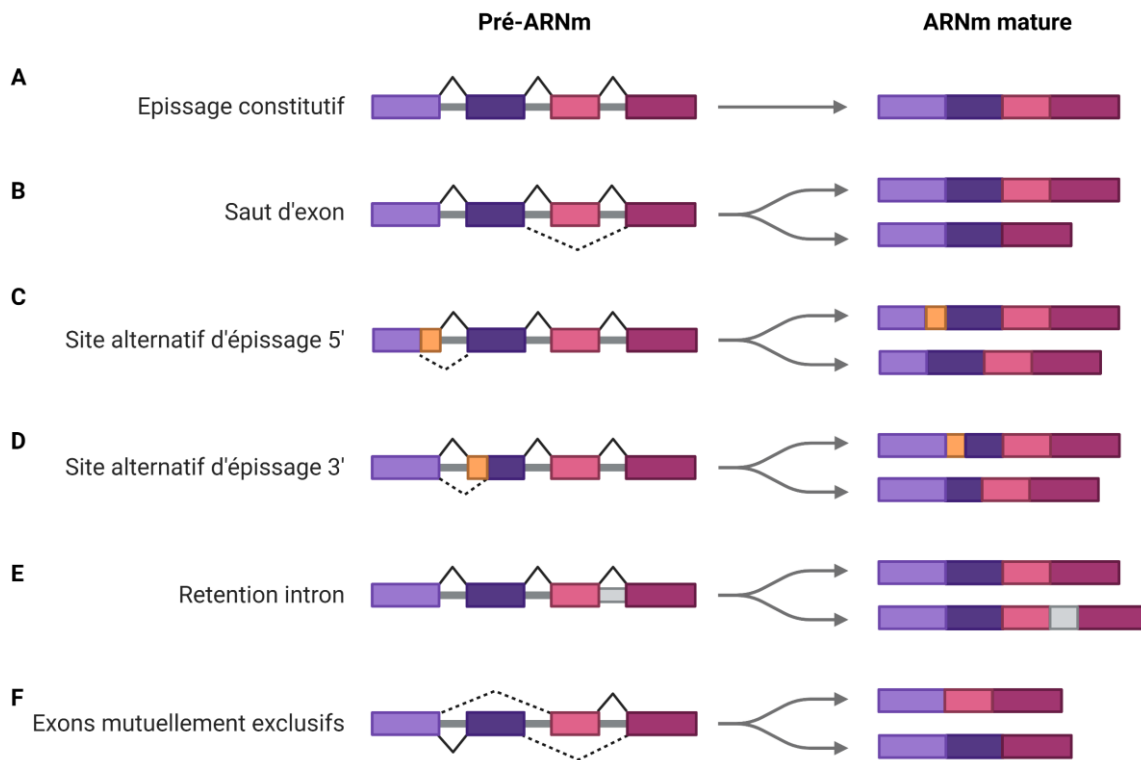 Pré-ARNm
ARNm mature
A
Epissage constitutif
B
Saut d'exon
C
Site alternatif d'épissage 5'
D
Site alternatif d'épissage 3'
E
Retention intron
F
Exons mutuellement exclusifs